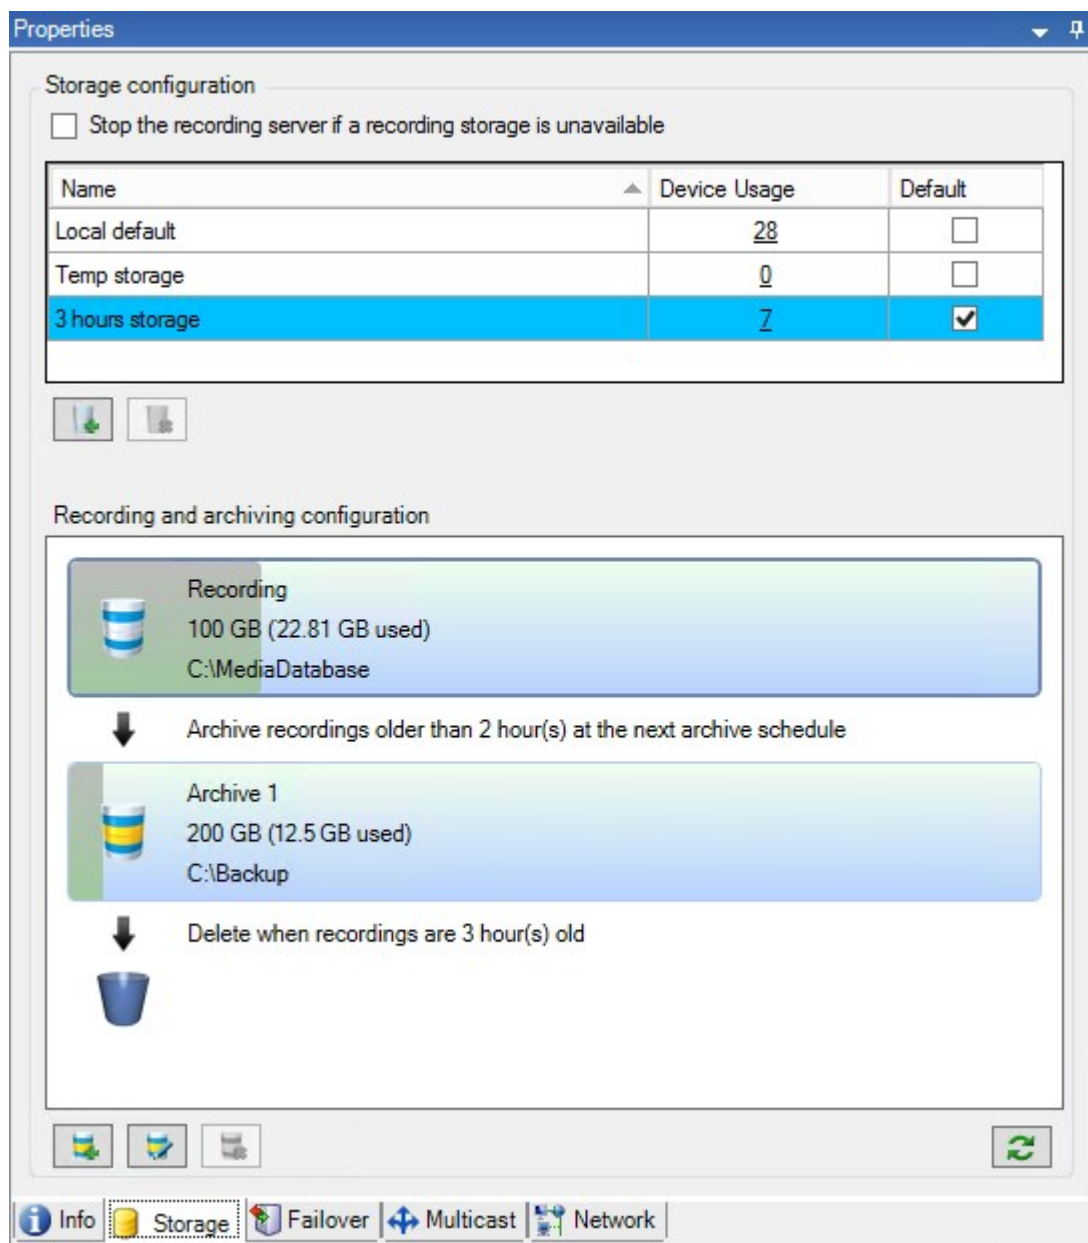 Properties
Storage configuration
Stop the recording server if a recording storage is unavailable
Name Device Usage Default
Local default 28
Temp storage 0
3 hours storage 7
Recording and archiving configuration
Recording
100 GB (22.81 GB used)
C:\MediaDatabase
Archive recordings older than 2 hour(s) at the next archive schedule
Archive 1
200 GB (12.5 GB used)
C:\Backup
Delete when recordings are 3 hour(s) old
Info Storage Failover Multicast Network